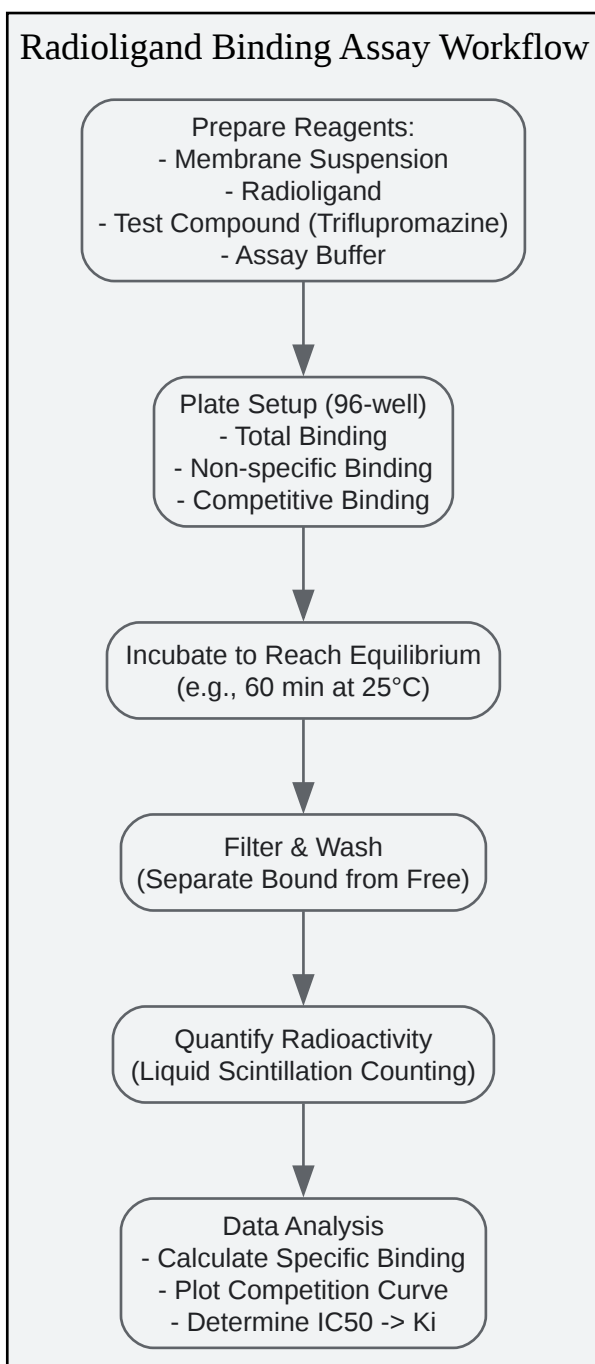 Radioligand Binding Assay Workflow
Prepare Reagents:
- Membrane Suspension
- Radioligand
- Test Compound (Triflupromazine)
- Assay Buffer
Plate Setup (96-well)
- Total Binding
- Non-specific Binding
- Competitive Binding
Incubate to Reach Equilibrium
(e.g., 60 min at 25°C)
Filter & Wash
(Separate Bound from Free)
Quantify Radioactivity
(Liquid Scintillation Counting)
Data Analysis
- Calculate Specific Binding
- Plot Competition Curve
- Determine IC50 -> Ki